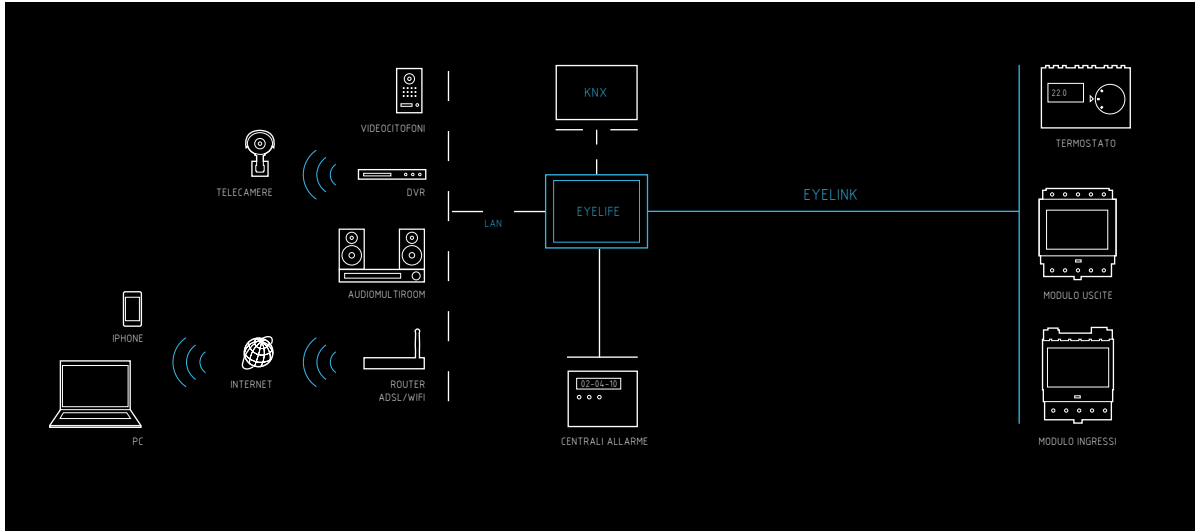 KNX
22.0
VIDEOCITOFONI
TERMOSTATO
TELECAMERE
DVR
EYELINK
EYELIFE
LAN
AUDIOMULTIROOM
MODULO USCITE
IPHONE
INTERNET
ROUTER
ADSL/WIFI
02-04-10
PC
CENTRALI ALLARME
MODULO INGRESSI